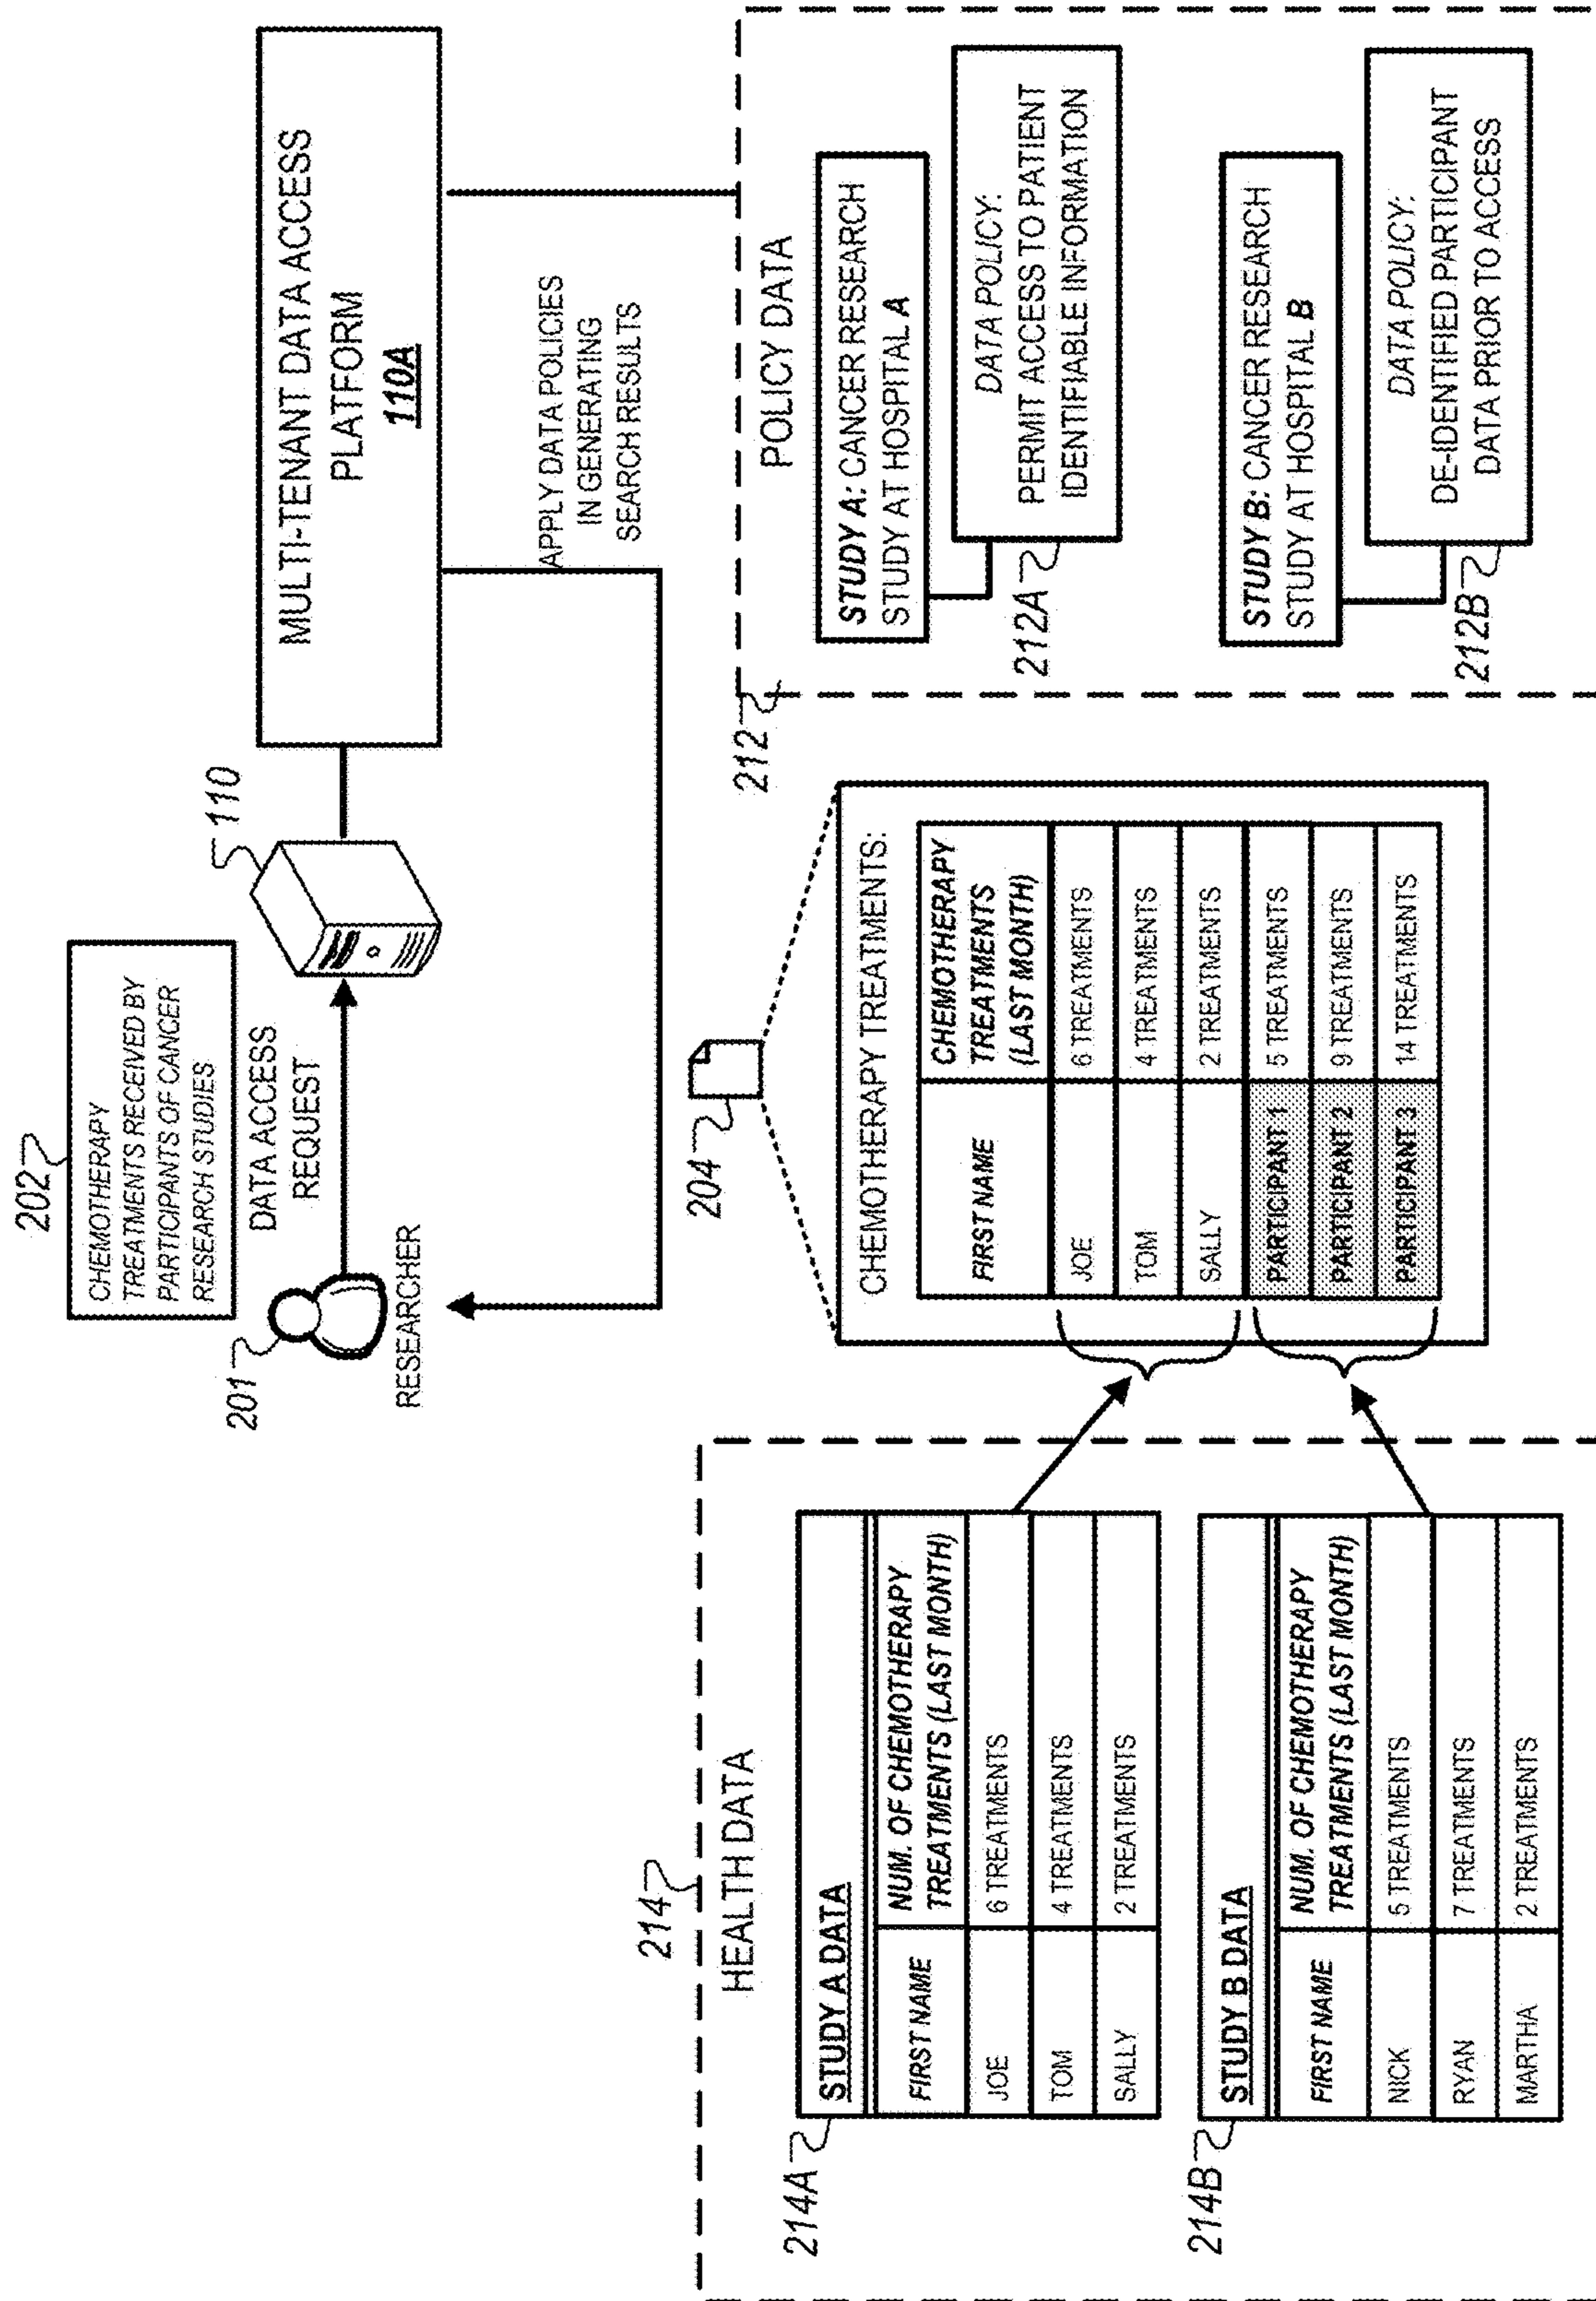 202
CHEMOTHERAPY
TREATMENTS RECEIVED BY
PARTICIPANTS OF CANCER
RESEARCH STUDIES
201
DATA ACCESS
REQUEST
RESEARCHER
110
MULTI-TENANT DATA ACCESS
PLATFORM
110A
APPLY DATA POLICIES
IN GENERATING
SEARCH RESULTS
214
HEALTH DATA
214A
STUDY A DATA
FIRST NAME
NUM. OF CHEMOTHERAPY
TREATMENTS (LAST MONTH)
JOE
6 TREATMENTS
TOM
4 TREATMENTS
SALLY
2 TREATMENTS
214B
STUDY B DATA
FIRST NAME
NUM. OF CHEMOTHERAPY
TREATMENTS (LAST MONTH)
NICK
5 TREATMENTS
RYAN
7 TREATMENTS
MARTHA
2 TREATMENTS
204
CHEMOTHERAPY TREATMENTS:
FIRST NAME
CHEMOTHERAPY
TREATMENTS
(LAST MONTH)
JOE
6 TREATMENTS
TOM
4 TREATMENTS
SALLY
2 TREATMENTS
PARTICIPANT 1
5 TREATMENTS
PARTICIPANT 2
9 TREATMENTS
PARTICIPANT 3
14 TREATMENTS
212
POLICY DATA
STUDY A: CANCER RESEARCH
STUDY AT HOSPITAL A
212A
DATA POLICY:
PERMIT ACCESS TO PATIENT
IDENTIFIABLE INFORMATION
STUDY B: CANCER RESEARCH
STUDY AT HOSPITAL B
212B
DATA POLICY:
DE-IDENTIFIED PARTICIPANT
DATA PRIOR TO ACCESS